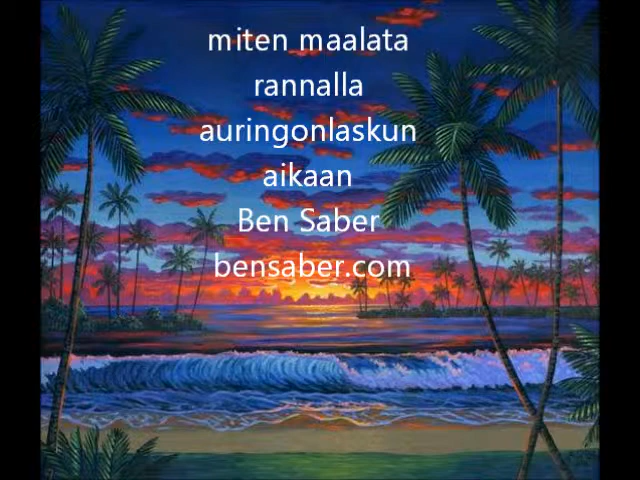 miten maalata
rannalla
auringonlaskun
aikaan
Ben Saber
bensaber.com